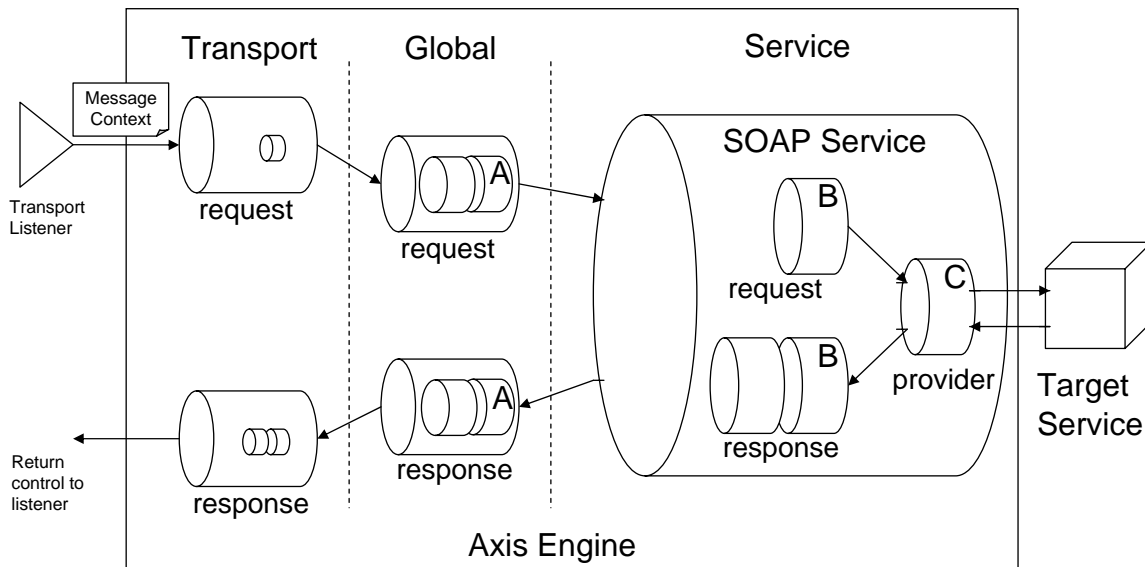 Transport
Global
Service
Message
Context
Transport
Listener
request
A
request
SOAP Service
B
request
C
provider
B
response
A
response
response
Target
Service
Return
control to
listener
Axis Engine